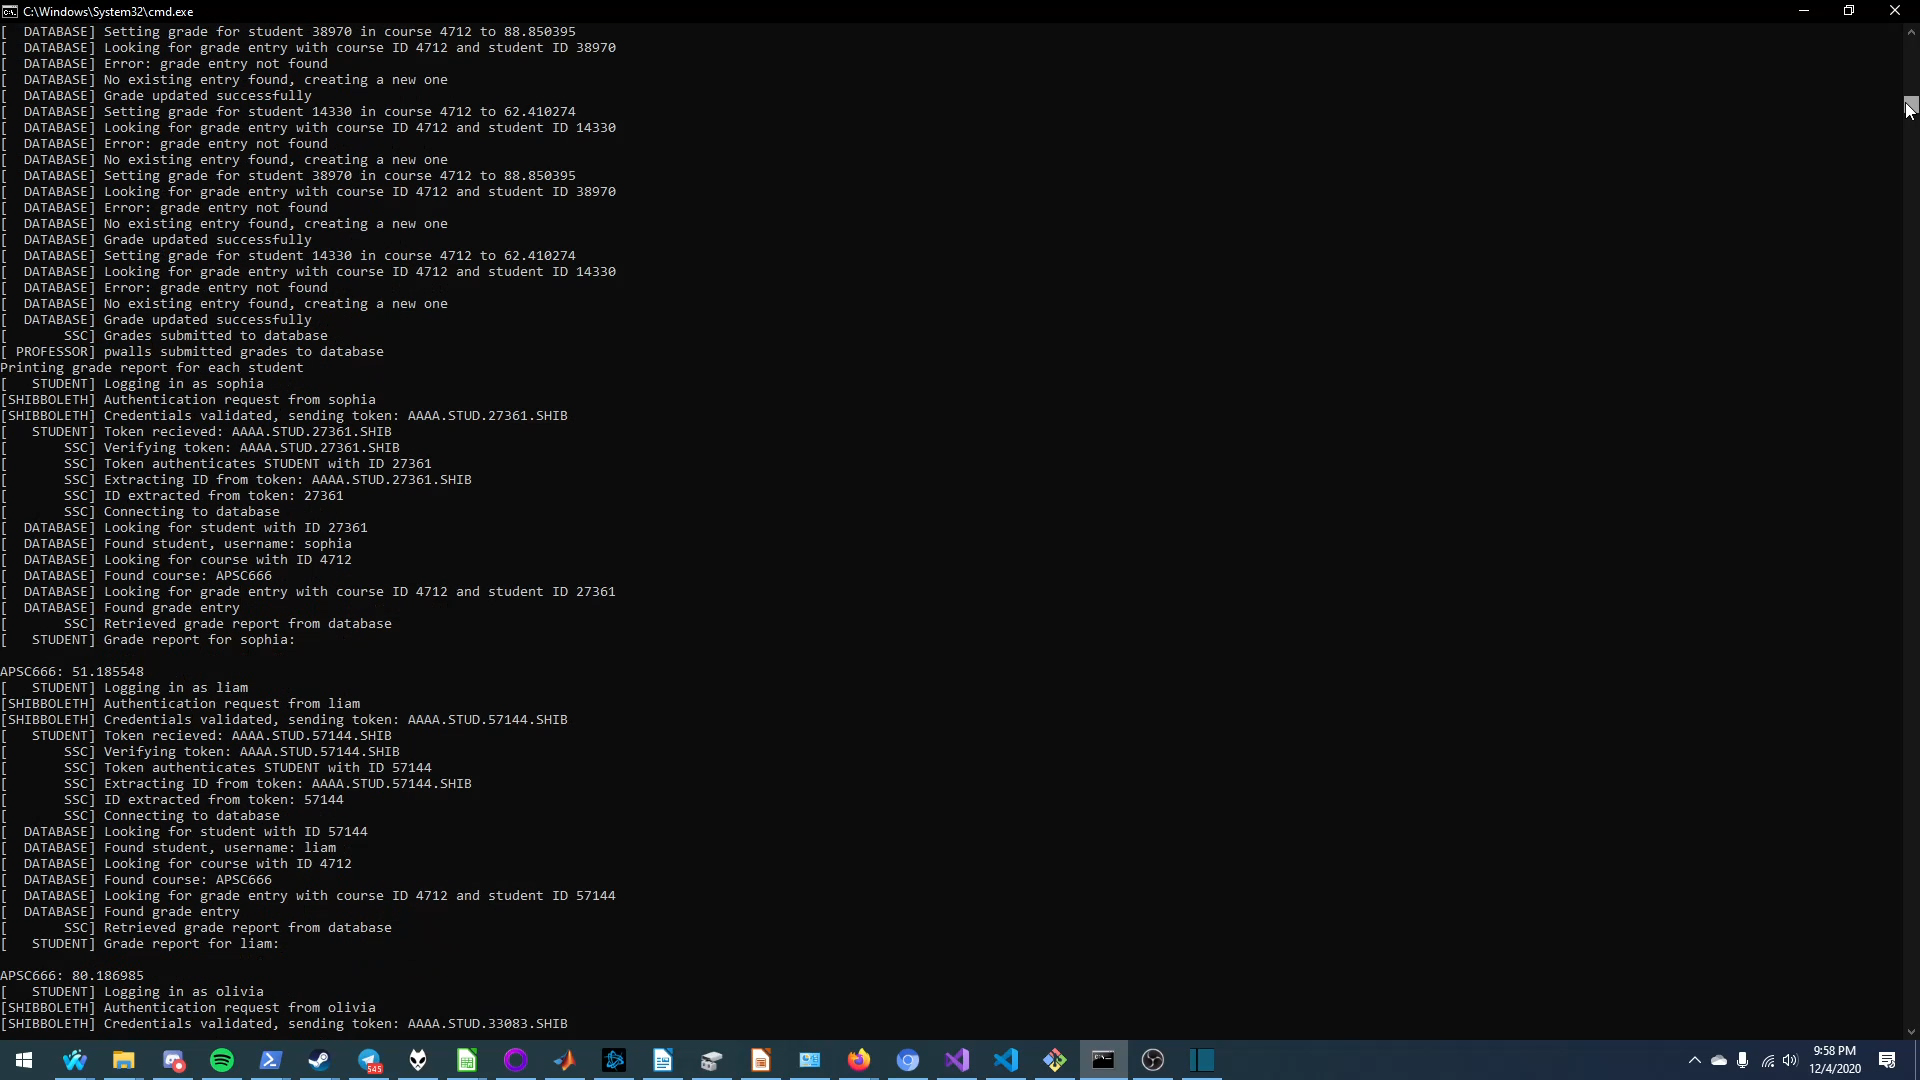 C:\Windows\System32\cmd.exe
[  DATABASE] Setting grade for student 38970 in course 4712 to 88.850395
[  DATABASE] Looking for grade entry with course ID 4712 and student ID 38970
[  DATABASE] Error: grade entry not found
[  DATABASE] No existing entry found, creating a new one
[  DATABASE] Grade updated successfully
[  DATABASE] Setting grade for student 14330 in course 4712 to 62.410274
[  DATABASE] Looking for grade entry with course ID 4712 and student ID 14330
[  DATABASE] Error: grade entry not found
[  DATABASE] No existing entry found, creating a new one
[  DATABASE] Setting grade for student 38970 in course 4712 to 88.850395
[  DATABASE] Looking for grade entry with course ID 4712 and student ID 38970
[  DATABASE] Error: grade entry not found
[  DATABASE] No existing entry found, creating a new one
[  DATABASE] Grade updated successfully
[  DATABASE] Setting grade for student 14330 in course 4712 to 62.410274
[  DATABASE] Looking for grade entry with course ID 4712 and student ID 14330
[  DATABASE] Error: grade entry not found
[  DATABASE] No existing entry found, creating a new one
[  DATABASE] Grade updated successfully
[       SSC] Grades submitted to database
[ PROFESSOR] pwalls submitted grades to database
Printing grade report for each student
[   STUDENT] Logging in as sophia
[SHIBBOLETH] Authentication request from sophia
[SHIBBOLETH] Credentials validated, sending token: AAAA.STUD.27361.SHIB
[   STUDENT] Token recieved: AAAA.STUD.27361.SHIB
[       SSC] Verifying token: AAAA.STUD.27361.SHIB
[       SSC] Token authenticates STUDENT with ID 27361
[       SSC] Extracting ID from token: AAAA.STUD.27361.SHIB
[       SSC] ID extracted from token: 27361
[       SSC] Connecting to database
[  DATABASE] Looking for student with ID 27361
[  DATABASE] Found student, username: sophia
[  DATABASE] Looking for course with ID 4712
[  DATABASE] Found course: APSC666
[  DATABASE] Looking for grade entry with course ID 4712 and student ID 27361
[  DATABASE] Found grade entry
[       SSC] Retrieved grade report from database
[   STUDENT] Grade report for sophia:
APSC666: 51.185548
[   STUDENT] Logging in as liam
[SHIBBOLETH] Authentication request from liam
[SHIBBOLETH] Credentials validated, sending token: AAAA.STUD.57144.SHIB
[   STUDENT] Token recieved: AAAA.STUD.57144.SHIB
[       SSC] Verifying token: AAAA.STUD.57144.SHIB
[       SSC] Token authenticates STUDENT with ID 57144
[       SSC] Extracting ID from token: AAAA.STUD.57144.SHIB
[       SSC] ID extracted from token: 57144
[       SSC] Connecting to database
[  DATABASE] Looking for student with ID 57144
[  DATABASE] Found student, username: liam
[  DATABASE] Looking for course with ID 4712
[  DATABASE] Found course: APSC666
[  DATABASE] Looking for grade entry with course ID 4712 and student ID 57144
[  DATABASE] Found grade entry
[       SSC] Retrieved grade report from database
[   STUDENT] Grade report for liam:
APSC666: 80.186985
[   STUDENT] Logging in as olivia
[SHIBBOLETH] Authentication request from olivia
[SHIBBOLETH] Credentials validated, sending token: AAAA.STUD.33083.SHIB
545
9:58 PM
12/4/2020